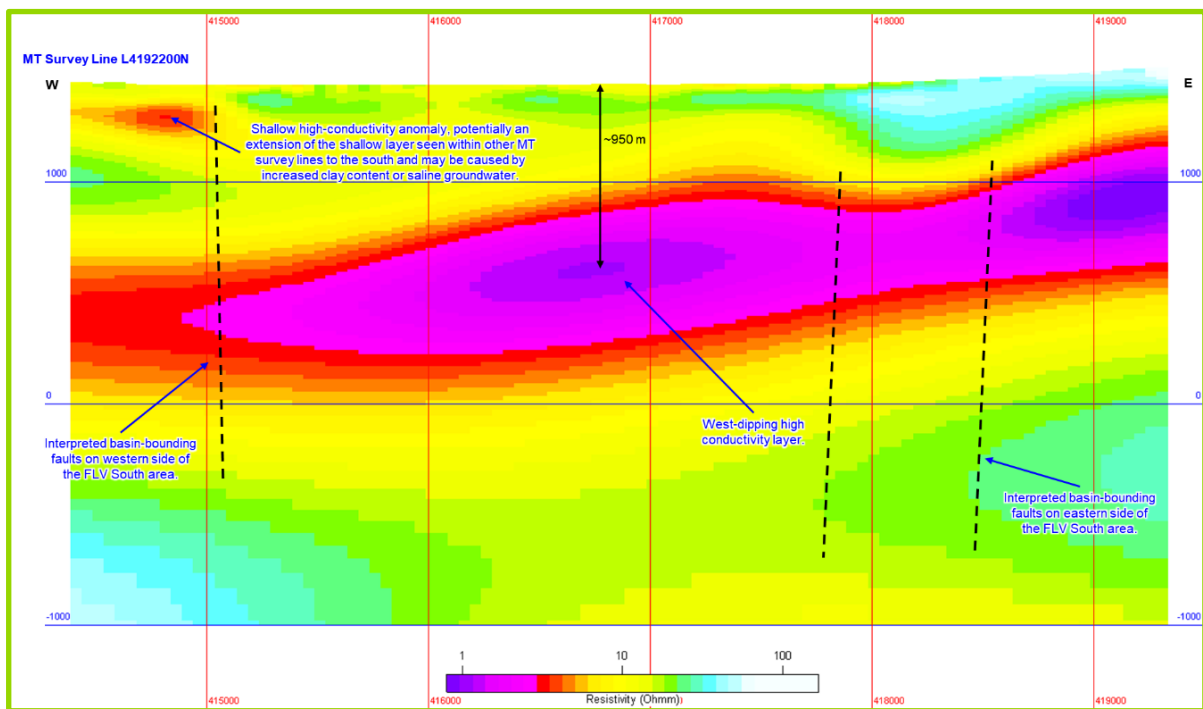 415000
416000
417000
418000
419000
MT Survey Line L4192200N
W
E
Shallow high-conductivity anomaly, potentially an
extension of the shallow layer seen within other MT
survey lines to the south and may be caused by
increased clay content or saline groundwater.
~950 m
1000
1000
West-dipping high
conductivity layer.
0
0
Interpreted basin-bounding
faults on western side of
the FLV South area.
Interpreted basin-bounding
faults on eastern side of
the FLV South area.
-1000
-1000
1
10
100
Resistivity (Ohmm)
415000
416000
417000
418000
419000